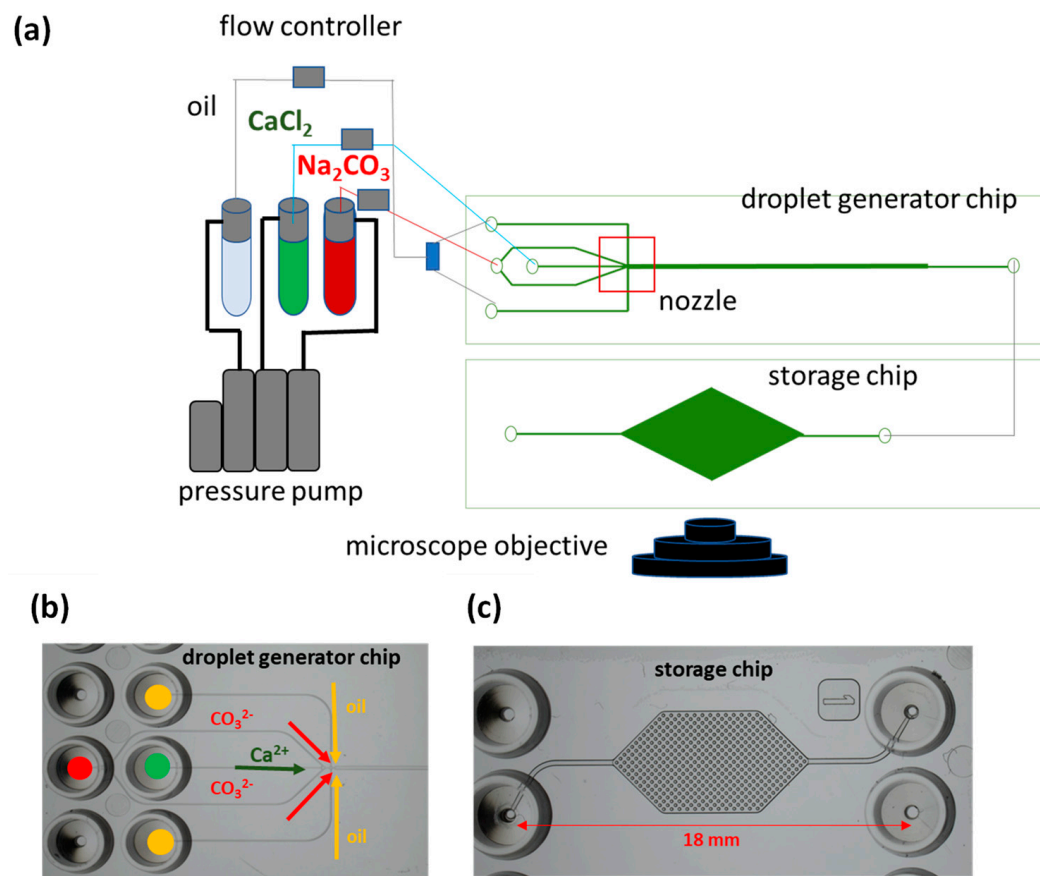 (a)
flow controller
oil
CaCl₂
Na₂CO₃
droplet generator chip
nozzle
storage chip
pressure pump
microscope objective
(b)
droplet generator chip
CO₃²⁻
oil
Ca²⁺
CO₃²⁻
oil
(c)
storage chip
1
18 mm